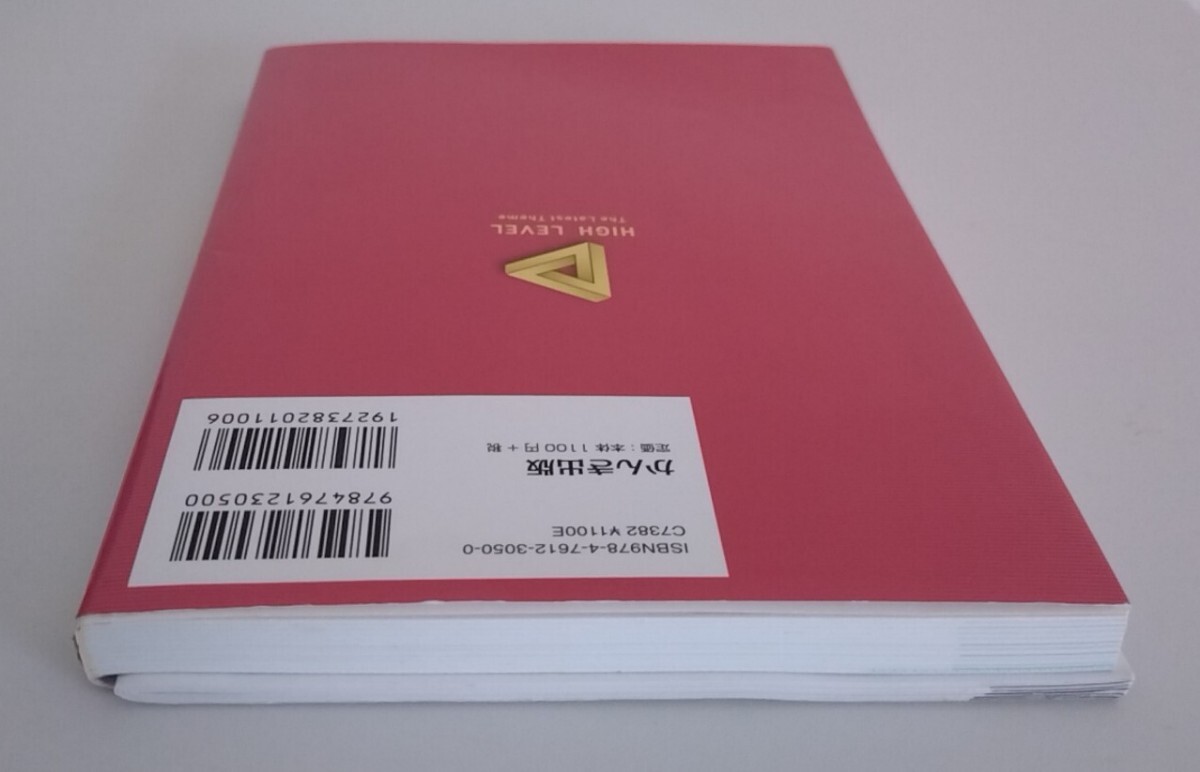 ISBN978-4-7612-3050-0
C7382 ¥1100E
かんき出版
定価：本体 1100 円 + 税
9784761230500
1927382011006
HIGH LEVEL
The Latest Theme